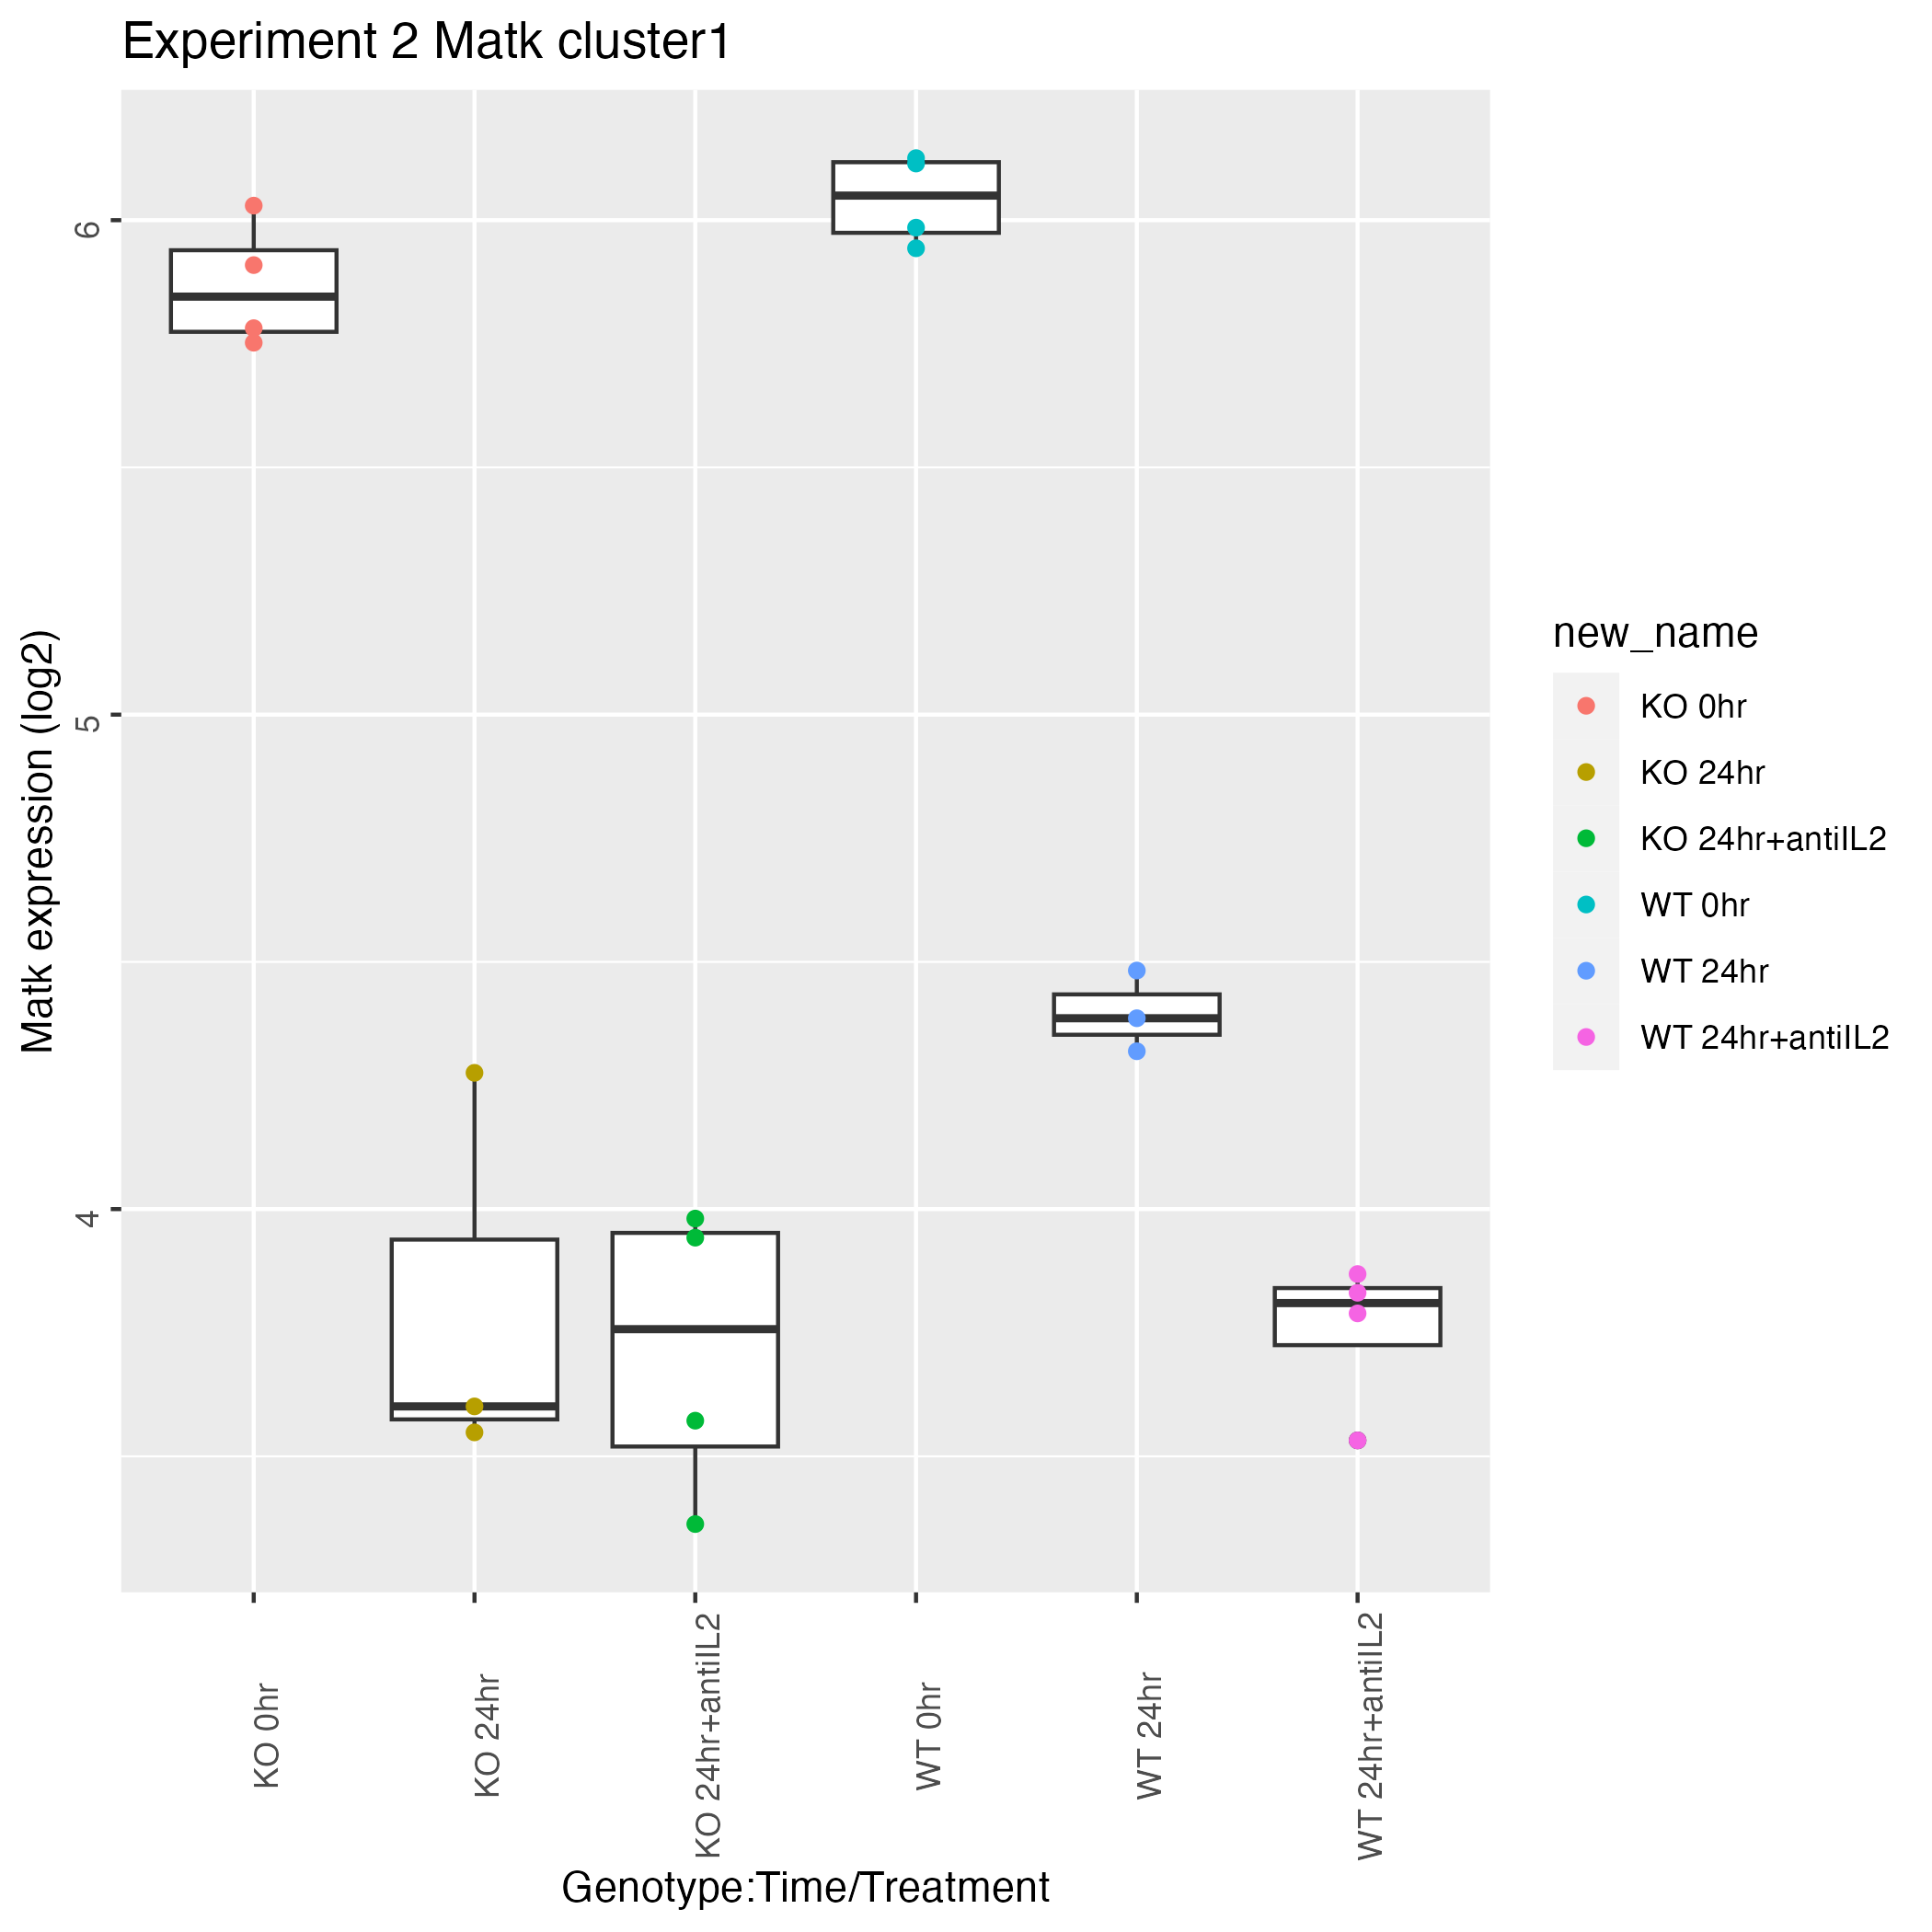 Experiment 2 Matk cluster1
Matk expression (log2)
6
5
4
KO 0hr
KO 24hr
KO 24hr+antiIL2
WT 0hr
WT 24hr
WT 24hr+antiIL2
Genotype:Time/Treatment
new_name
KO 0hr
KO 24hr
KO 24hr+antiIL2
WT 0hr
WT 24hr
WT 24hr+antiIL2